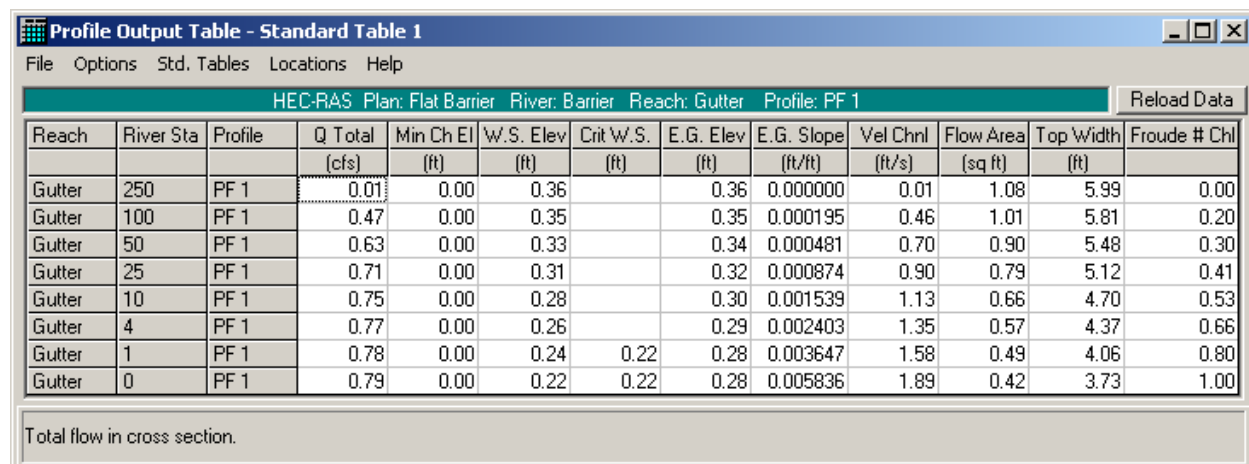 Profile Output Table - Standard Table 1
File Options Std. Tables Locations Help
HEC-RAS Plan: Flat Barrier River: Barrier Reach: Gutter Profile: PF 1 Reload Data
Reach River Sta Profile Q Total Min Ch El W.S. Elev Crit W.S. E.G. Elev E.G. Slope Vel Chnl Flow Area Top Width Froude # Chl
(cfs) (ft) (ft) (ft) (ft) (ft/ft) (ft/s) (sq ft) (ft)
Gutter 250 PF 1 0.01 0.00 0.36 0.36 0.000000 0.01 1.08 5.99 0.00
Gutter 100 PF 1 0.47 0.00 0.35 0.35 0.000195 0.46 1.01 5.81 0.20
Gutter 50 PF 1 0.63 0.00 0.33 0.34 0.000481 0.70 0.90 5.48 0.30
Gutter 25 PF 1 0.71 0.00 0.31 0.32 0.000874 0.90 0.79 5.12 0.41
Gutter 10 PF 1 0.75 0.00 0.28 0.30 0.001539 1.13 0.66 4.70 0.53
Gutter 4 PF 1 0.77 0.00 0.26 0.29 0.002403 1.35 0.57 4.37 0.66
Gutter 1 PF 1 0.78 0.00 0.24 0.22 0.28 0.003647 1.58 0.49 4.06 0.80
Gutter 0 PF 1 0.79 0.00 0.22 0.22 0.28 0.005836 1.89 0.42 3.73 1.00
Total flow in cross section.